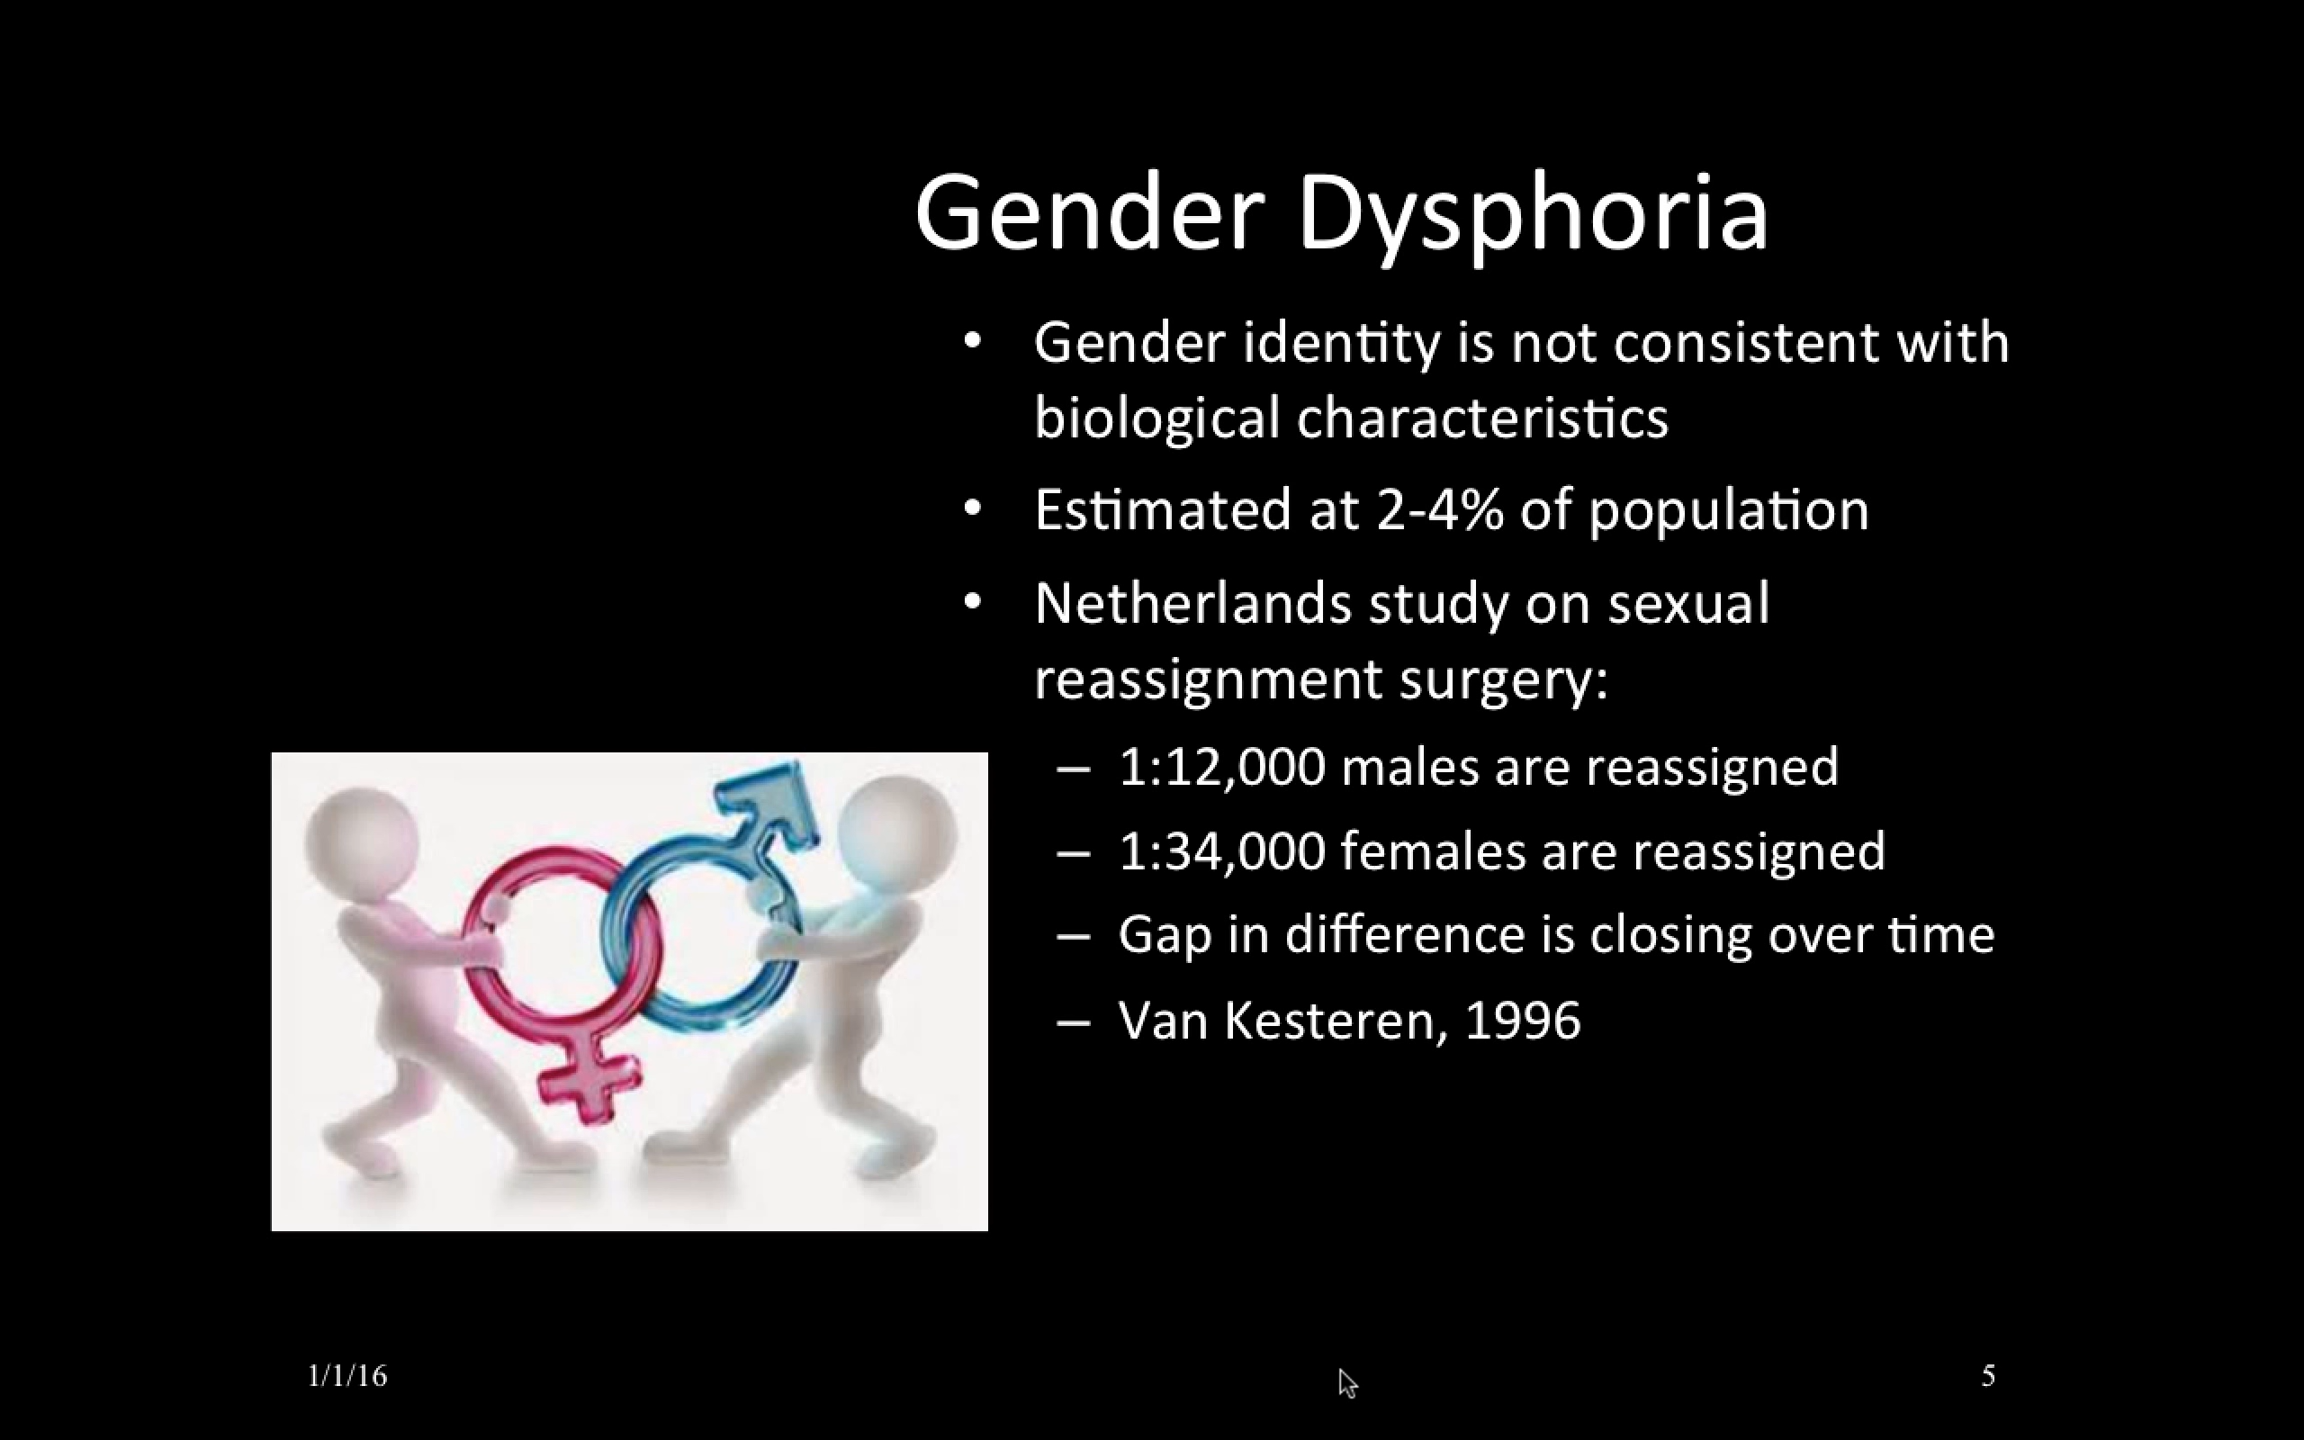 Gender Dysphoria
• Gender identity is not consistent with
biological characteristics
• Estimated at 2-4% of population
• Netherlands study on sexual
reassignment surgery:
– 1:12,000 males are reassigned
– 1:34,000 females are reassigned
– Gap in difference is closing over time
– Van Kesteren, 1996
1/1/16
5